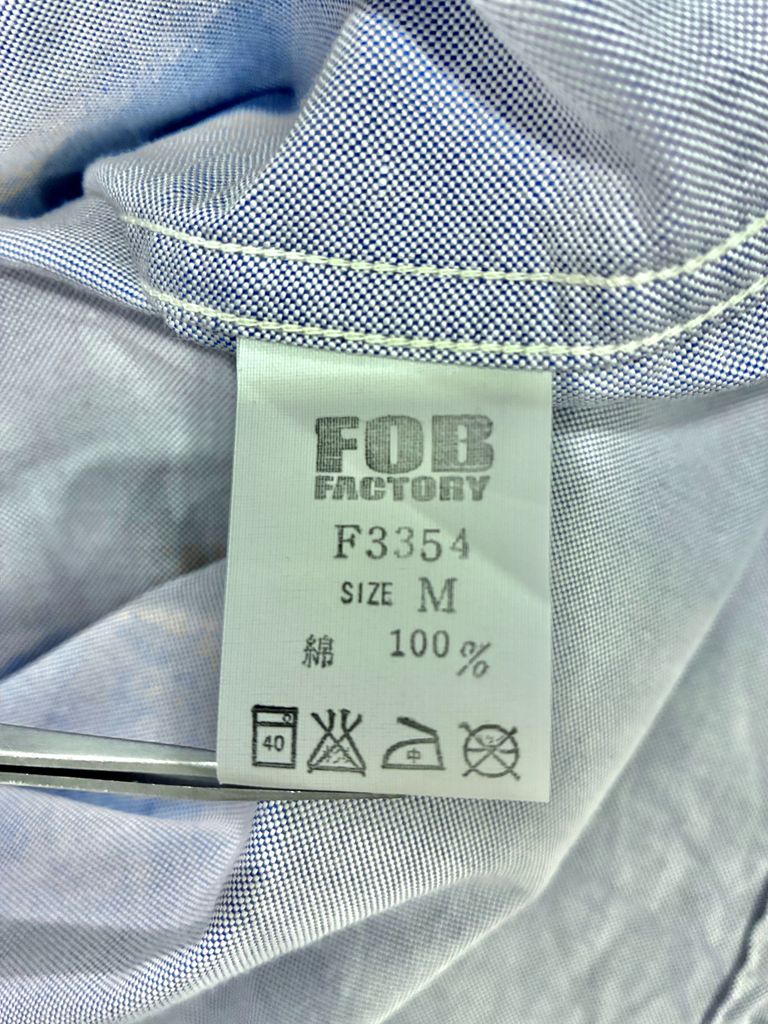 FOB
FACTORY
F3354
SIZE M
綿 100%
40 中